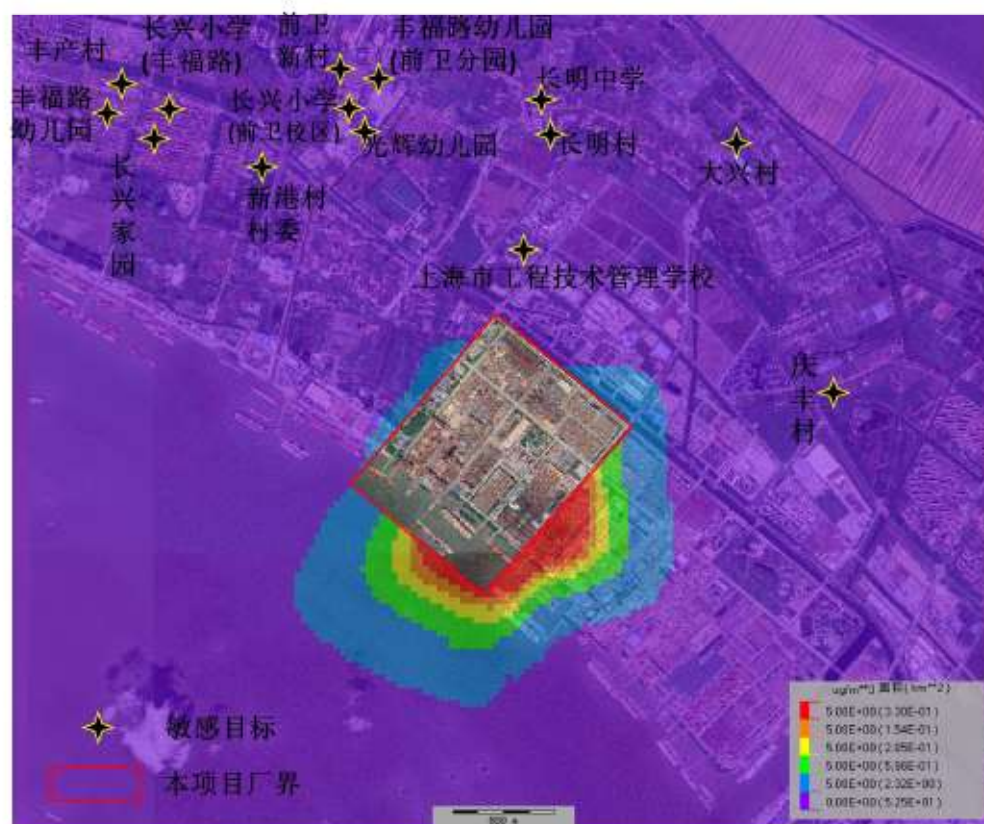 长兴小学
(丰福路)
前卫
新村
丰福路幼儿园
(前卫分园)
丰产村
丰福路
幼儿园
长兴小学
(前卫校区)
长明中学
光辉幼儿园
长明村
大兴村
长兴家园
新港村
村委
上海市工程技术管理学校
庆丰村
敏感目标
本项目厂界
面积(km**2)
5.00E+00(3.30E-01)
5.00E+00(1.54E-01)
5.00E+00(2.05E-01)
5.00E+00(2.32E+00)
0.00E+00(5.25E+01)